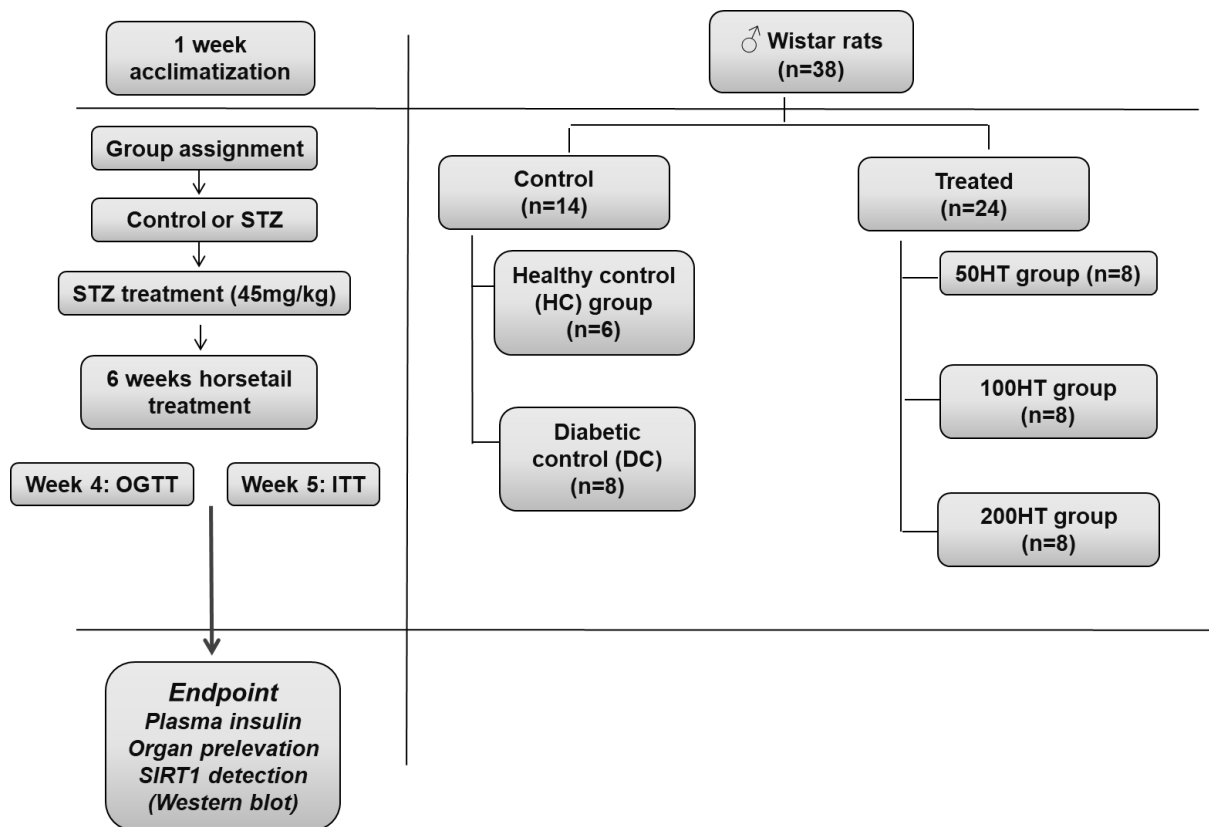 1 week
acclimatization
♂ Wistar rats
(n=38)
Group assignment
Control or STZ
STZ treatment (45mg/kg)
6 weeks horsetail
treatment
Week 4: OGTT
Week 5: ITT
Control
(n=14)
Healthy control
(HC) group
(n=6)
Diabetic
control (DC)
(n=8)
Treated
(n=24)
50HT group (n=8)
100HT group
(n=8)
200HT group
(n=8)
Endpoint
Plasma insulin
Organ prelevation
SIRT1 detection
(Western blot)